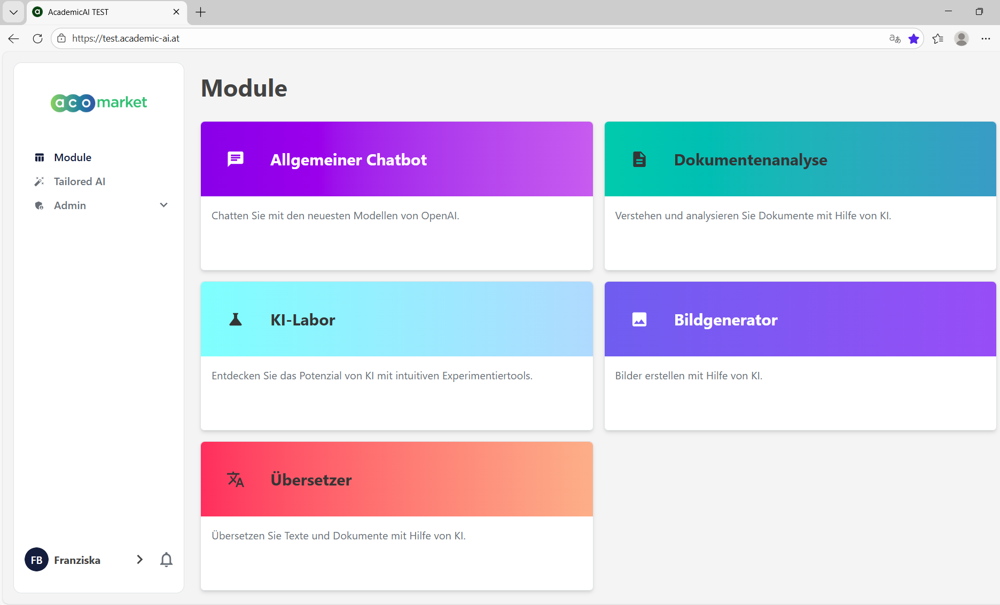 AcademicAI TEST
https://test.academic-ai.at
aco market
Module
Tailored AI
Admin
FB Franziska
Module
Allgemeiner Chatbot
Chatten Sie mit den neuesten Modellen von OpenAI.
Dokumentenanalyse
Verstehen und analysieren Sie Dokumente mit Hilfe von KI.
KI-Labor
Entdecken Sie das Potenzial von KI mit intuitiven Experimentiertools.
Bildgenerator
Bilder erstellen mit Hilfe von KI.
Übersetzer
Übersetzen Sie Texte und Dokumente mit Hilfe von KI.